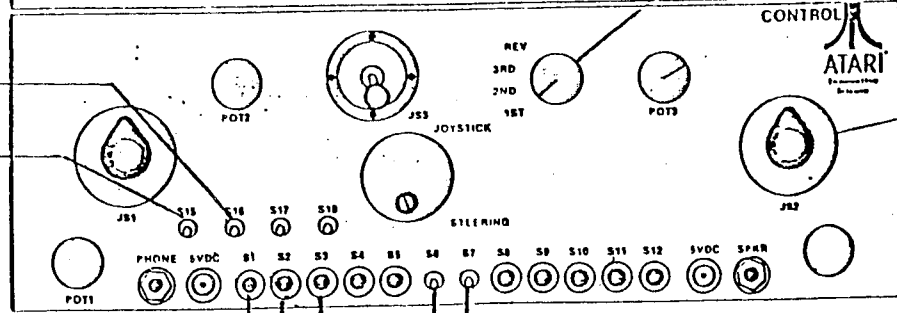 CONTROL
ATARI
REV
3RD
2ND
1ST
POT2
JS3
JOYSTICK
POT3
JS1
JS2
S15 S16 S17 S18
STEERING
PHONE 5VDC S1 S2 S3 S4 S5 S6 S7 S8 S9 S10 S11 S12 5VDC SPKR
POT1